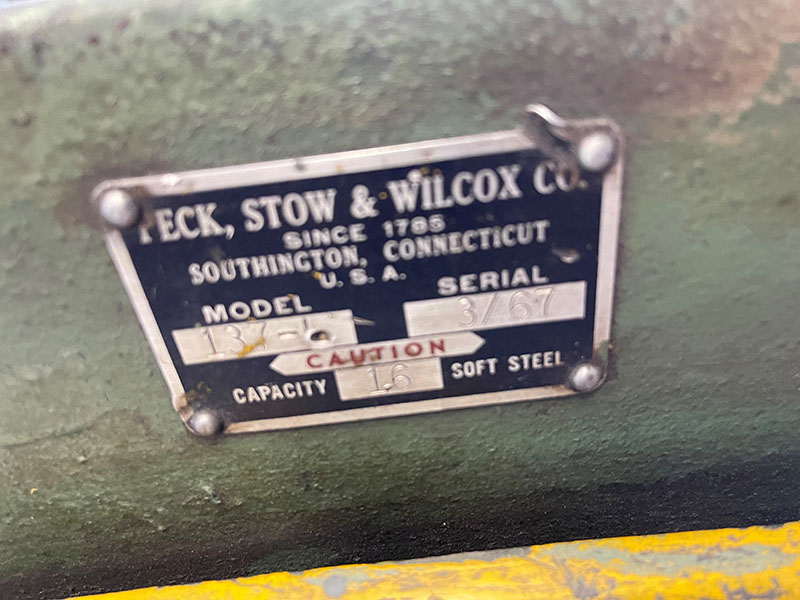 PECK, STOW & WILCOX CO.
SINCE 1785
SOUTHINGTON, CONNECTICUT
U. S. A.
MODEL SERIAL
3/67
CAUTION
CAPACITY 16 SOFT STEEL